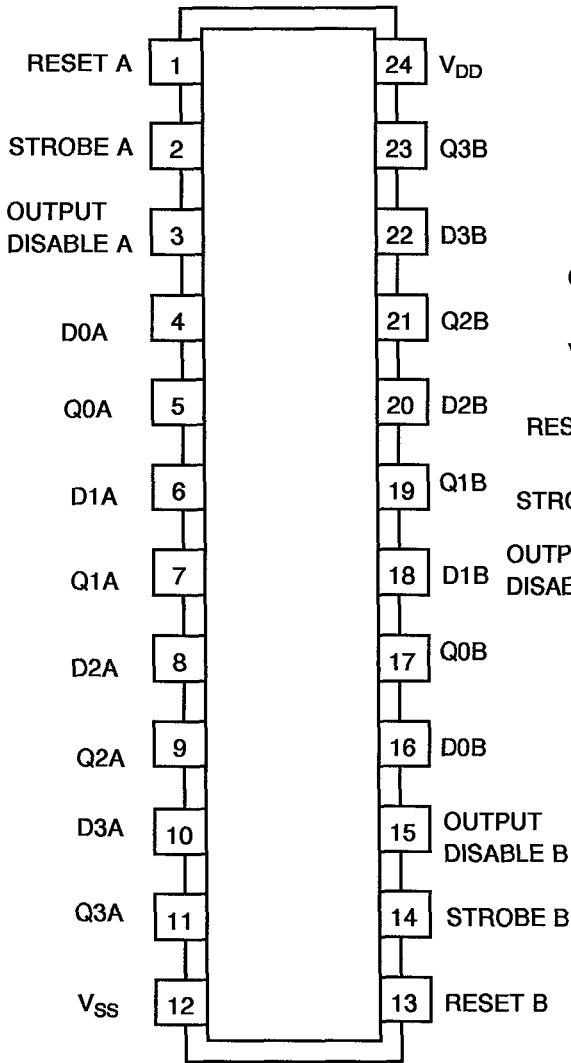 RESET A 1 24 VDD
STROBE A 2 23 Q3B
OUTPUT
DISABLE A 3 22 D3B
D0A 4 21 Q2B
Q0A 5 20 D2B
D1A 6 19 Q1B
Q1A 7 18 D1B
D2A 8 17 Q0B
Q2A 9 16 D0B
D3A 10 15 OUTPUT
DISABLE B
Q3A 11 14 STROBE B
VSS 12 13 RESET B